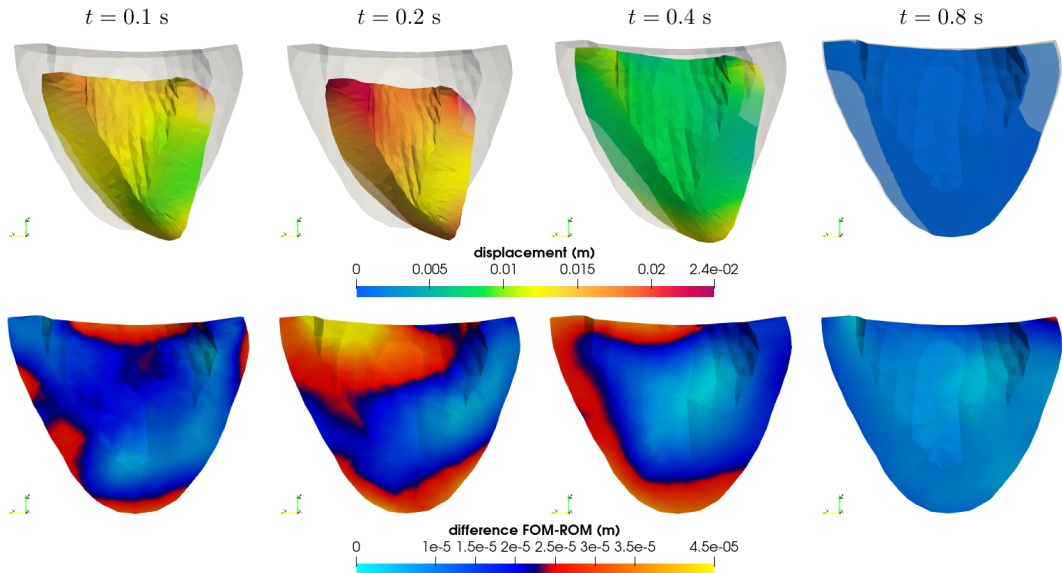 t = 0.1 s t = 0.2 s t = 0.4 s t = 0.8 s
displacement (m)
0 0.005 0.01 0.015 0.02 2.4e-02
difference FOM-ROM (m)
0 1e-5 1.5e-5 2e-5 2.5e-5 3e-5 3.5e-5 4.5e-05